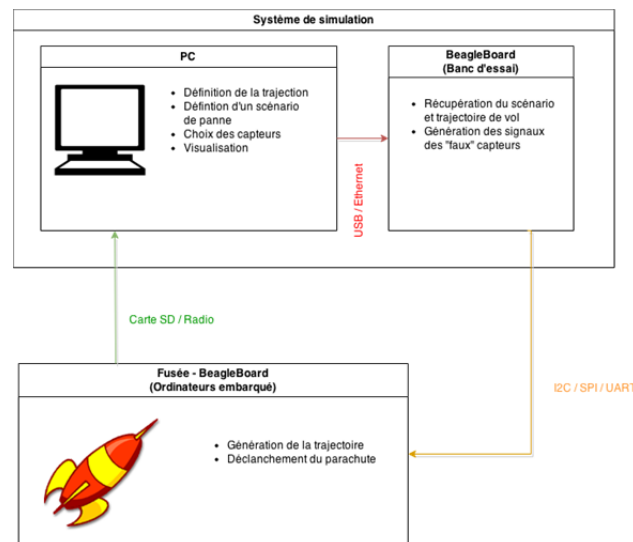 Système de simulation
PC
• Définition de la trajection
• Défintion d'un scénario
de panne
• Choix des capteurs
• Visualisation
BeagleBoard
(Banc d'essai)
• Récupération du scénario
et trajectoire de vol
• Génération des signaux
des "faux" capteurs
USB / Ethernet
Carte SD / Radio
I2C / SPI / UART
Fusée - BeagleBoard
(Ordinateurs embarqué)
• Génération de la trajectoire
• Déclanchement du parachute